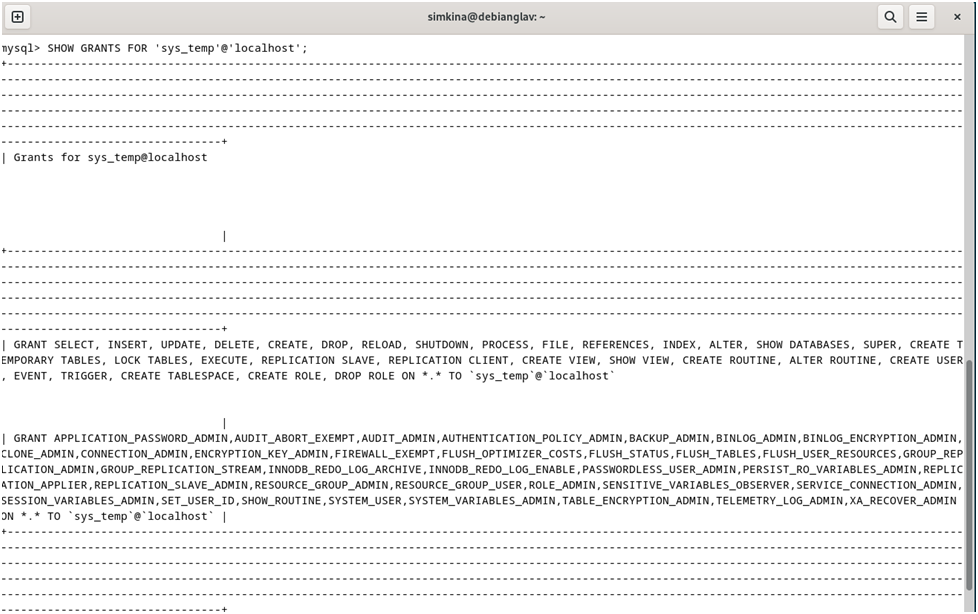 simkina@debianglav: ~
mysql> SHOW GRANTS FOR 'sys_temp'@'localhost';
| Grants for sys_temp@localhost
|
| GRANT SELECT, INSERT, UPDATE, DELETE, CREATE, DROP, RELOAD, SHUTDOWN, PROCESS, FILE, REFERENCES, INDEX, ALTER, SHOW DATABASES, SUPER, CREATE T
EMPORARY TABLES, LOCK TABLES, EXECUTE, REPLICATION SLAVE, REPLICATION CLIENT, CREATE VIEW, SHOW VIEW, CREATE ROUTINE, ALTER ROUTINE, CREATE USER
, EVENT, TRIGGER, CREATE TABLESPACE, CREATE ROLE, DROP ROLE ON *.* TO `sys_temp`@`localhost`
|
| GRANT APPLICATION_PASSWORD_ADMIN,AUDIT_ABORT_EXEMPT,AUDIT_ADMIN,AUTHENTICATION_POLICY_ADMIN,BACKUP_ADMIN,BINLOG_ADMIN,BINLOG_ENCRYPTION_ADMIN,
CLONE_ADMIN,CONNECTION_ADMIN,ENCRYPTION_KEY_ADMIN,FIREWALL_EXEMPT,FLUSH_OPTIMIZER_COSTS,FLUSH_STATUS,FLUSH_TABLES,FLUSH_USER_RESOURCES,GROUP_REP
LICATION_ADMIN,GROUP_REPLICATION_STREAM,INNODB_REDO_LOG_ARCHIVE,INNODB_REDO_LOG_ENABLE,PASSWORDLESS_USER_ADMIN,PERSIST_RO_VARIABLES_ADMIN,REPLIC
ATION_APPLIER,REPLICATION_SLAVE_ADMIN,RESOURCE_GROUP_ADMIN,RESOURCE_GROUP_USER,ROLE_ADMIN,SENSITIVE_VARIABLES_OBSERVER,SERVICE_CONNECTION_ADMIN,
SESSION_VARIABLES_ADMIN,SET_USER_ID,SHOW_ROUTINE,SYSTEM_USER,SYSTEM_VARIABLES_ADMIN,TABLE_ENCRYPTION_ADMIN,TELEMETRY_LOG_ADMIN,XA_RECOVER_ADMIN
ON *.* TO `sys_temp`@`localhost` |